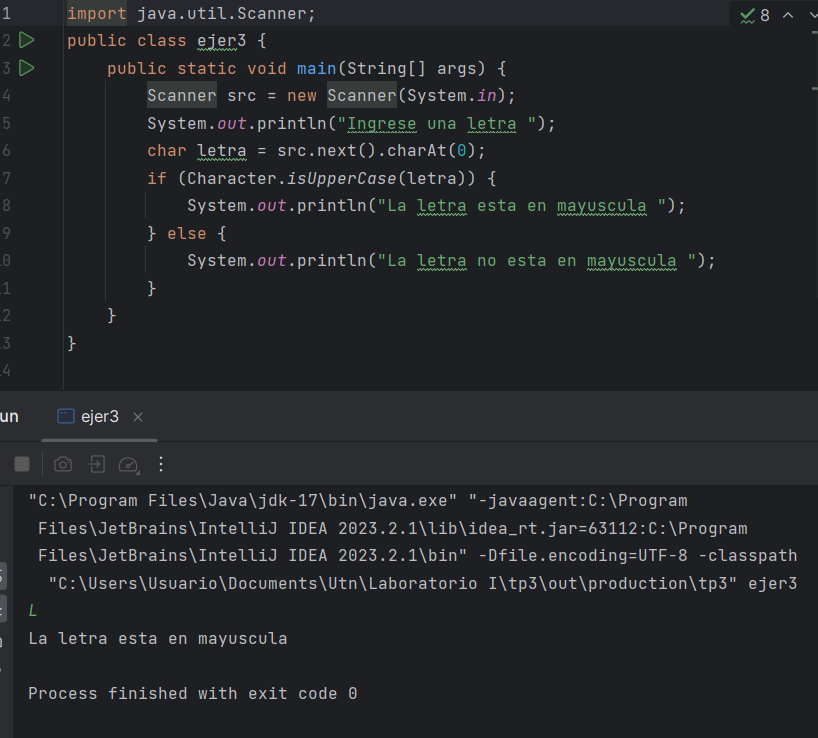 1 import java.util.Scanner; 8
2 public class ejer3 {
3 public static void main(String[] args) {
4 Scanner src = new Scanner(System.in);
5 System.out.println("Ingrese una letra ");
6 char letra = src.next().charAt(0);
7 if (Character.isUpperCase(letra)) {
8 System.out.println("La letra esta en mayuscula ");
9 } else {
10 System.out.println("La letra no esta en mayuscula ");
11 }
12 }
13 }
14
un ejer3
"C:\Program Files\Java\jdk-17\bin\java.exe" "-javaagent:C:\Program
Files\JetBrains\IntelliJ IDEA 2023.2.1\lib\idea_rt.jar=63112:C:\Program
Files\JetBrains\IntelliJ IDEA 2023.2.1\bin" -Dfile.encoding=UTF-8 -classpath
"C:\Users\Usuario\Documents\Utn\Laboratorio I\tp3\out\production\tp3" ejer3
L
La letra esta en mayuscula
Process finished with exit code 0